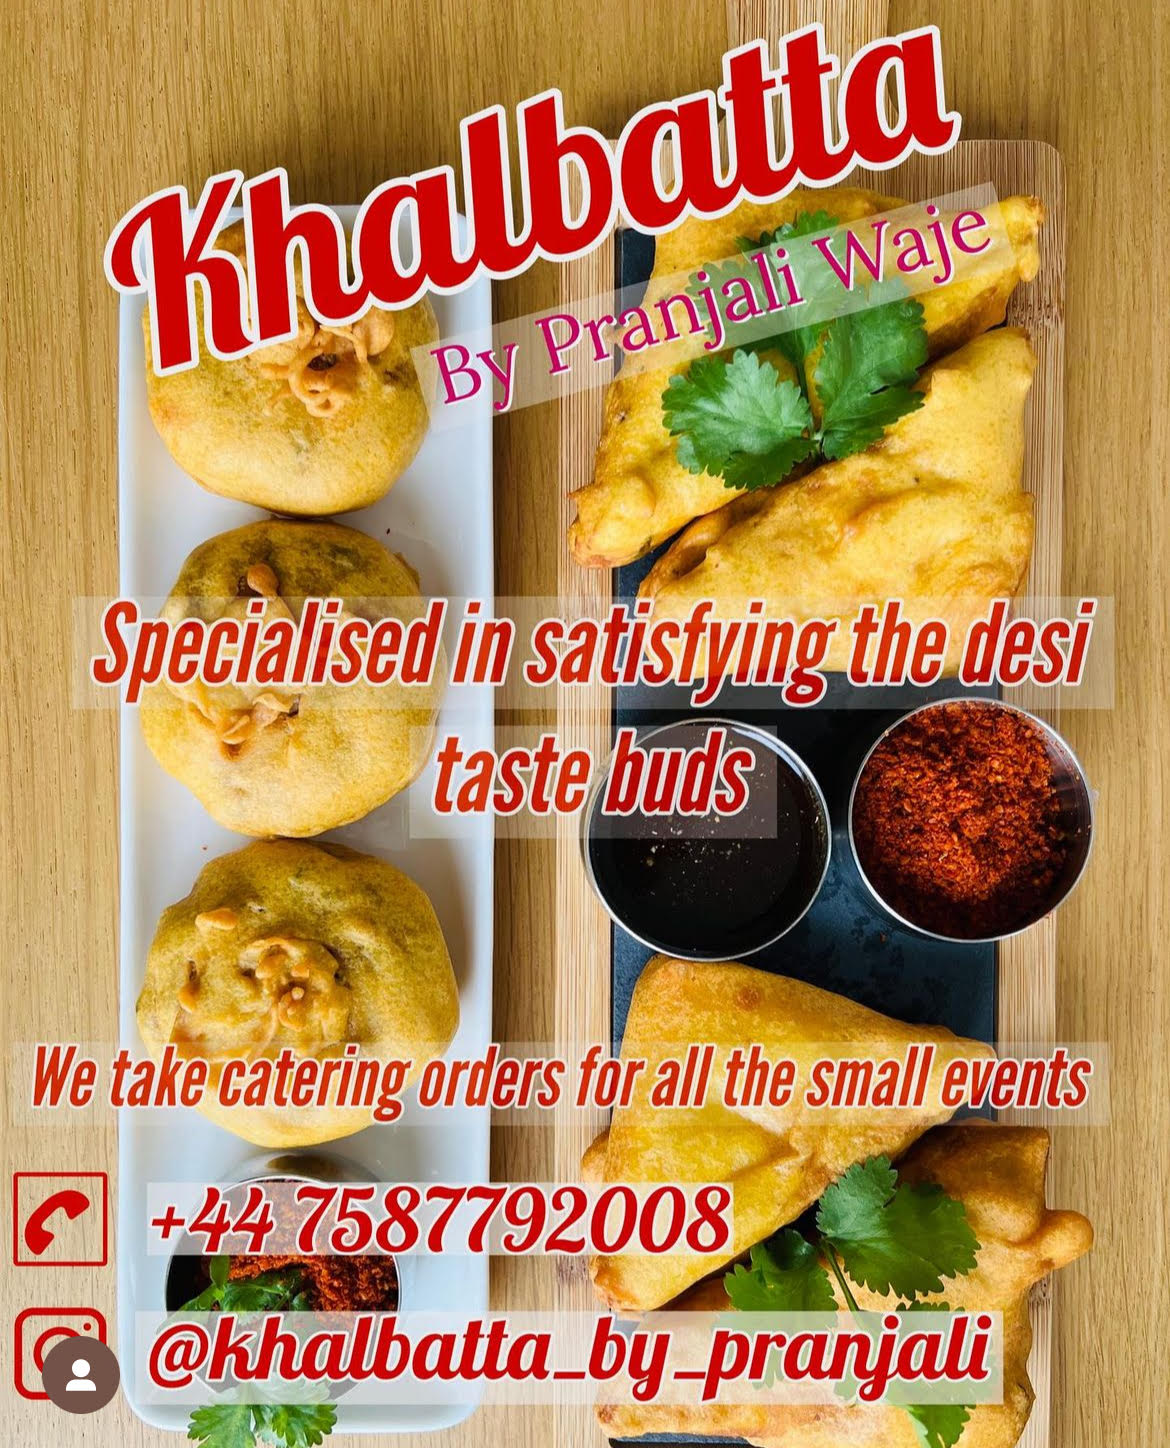 Khalbatta
By Pranjali Waje
Specialised in satisfying the desi
taste buds
We take catering orders for all the small events
+44 7587792008
@khalbatta_by_pranjali